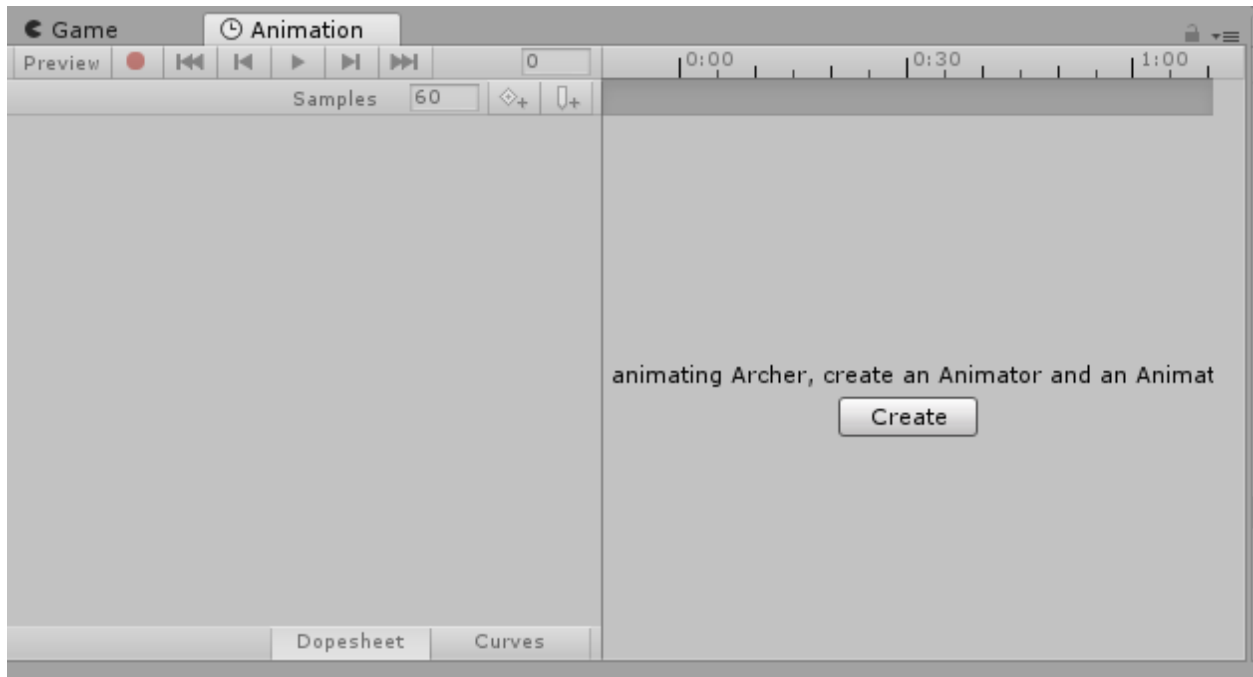 Game Animation
Preview 0 0:00 0:30 1:00
Samples 60
animating Archer, create an Animator and an Animat
Create
Dopesheet Curves